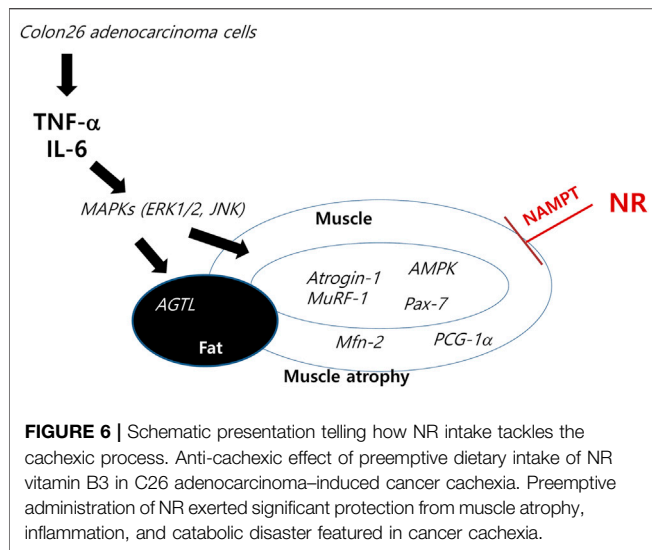 Colon26 adenocarcinoma cells
TNF-α
IL-6
MAPKs (ERK1/2, JNK)
Muscle
NAMPT
NR
Atrogin-1
MuRF-1
AMPK
Pax-7
AGTL
Fat
Mfn-2
PCG-1α
Muscle atrophy
FIGURE 6 | Schematic presentation telling how NR intake tackles the
cachexic process. Anti-cachexic effect of preemptive dietary intake of NR
vitamin B3 in C26 adenocarcinoma–induced cancer cachexia. Preemptive
administration of NR exerted significant protection from muscle atrophy,
inflammation, and catabolic disaster featured in cancer cachexia.